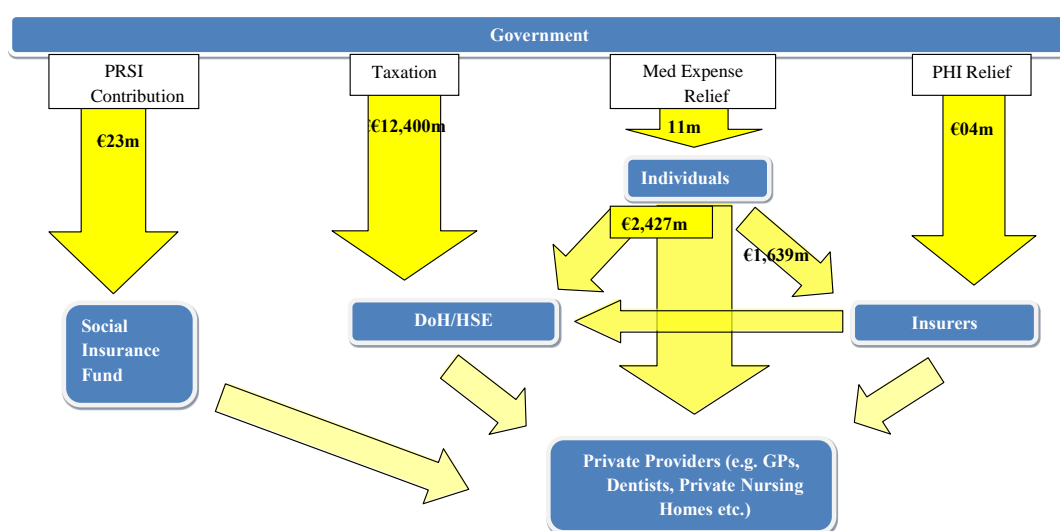 Government
PRSI
Contribution
Taxation
Med Expense
Relief
PHI Relief
€23m
€€12,400m
11m
€04m
Individuals
€2,427m
€1,639m
Social
Insurance
Fund
DoH/HSE
Insurers
Private Providers (e.g. GPs,
Dentists, Private Nursing
Homes etc.)